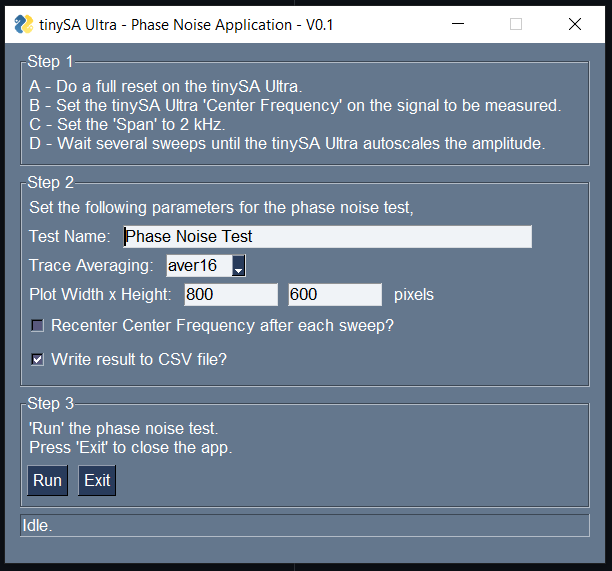 tinySA Ultra - Phase Noise Application - V0.1
Step 1
A - Do a full reset on the tinySA Ultra.
B - Set the tinySA Ultra 'Center Frequency' on the signal to be measured.
C - Set the 'Span' to 2 kHz.
D - Wait several sweeps until the tinySA Ultra autoscales the amplitude.
Step 2
Set the following parameters for the phase noise test,
Test Name: Phase Noise Test
Trace Averaging: aver16
Plot Width x Height: 800 600 pixels
Recenter Center Frequency after each sweep?
Write result to CSV file?
Step 3
'Run' the phase noise test.
Press 'Exit' to close the app.
Run Exit
Idle.